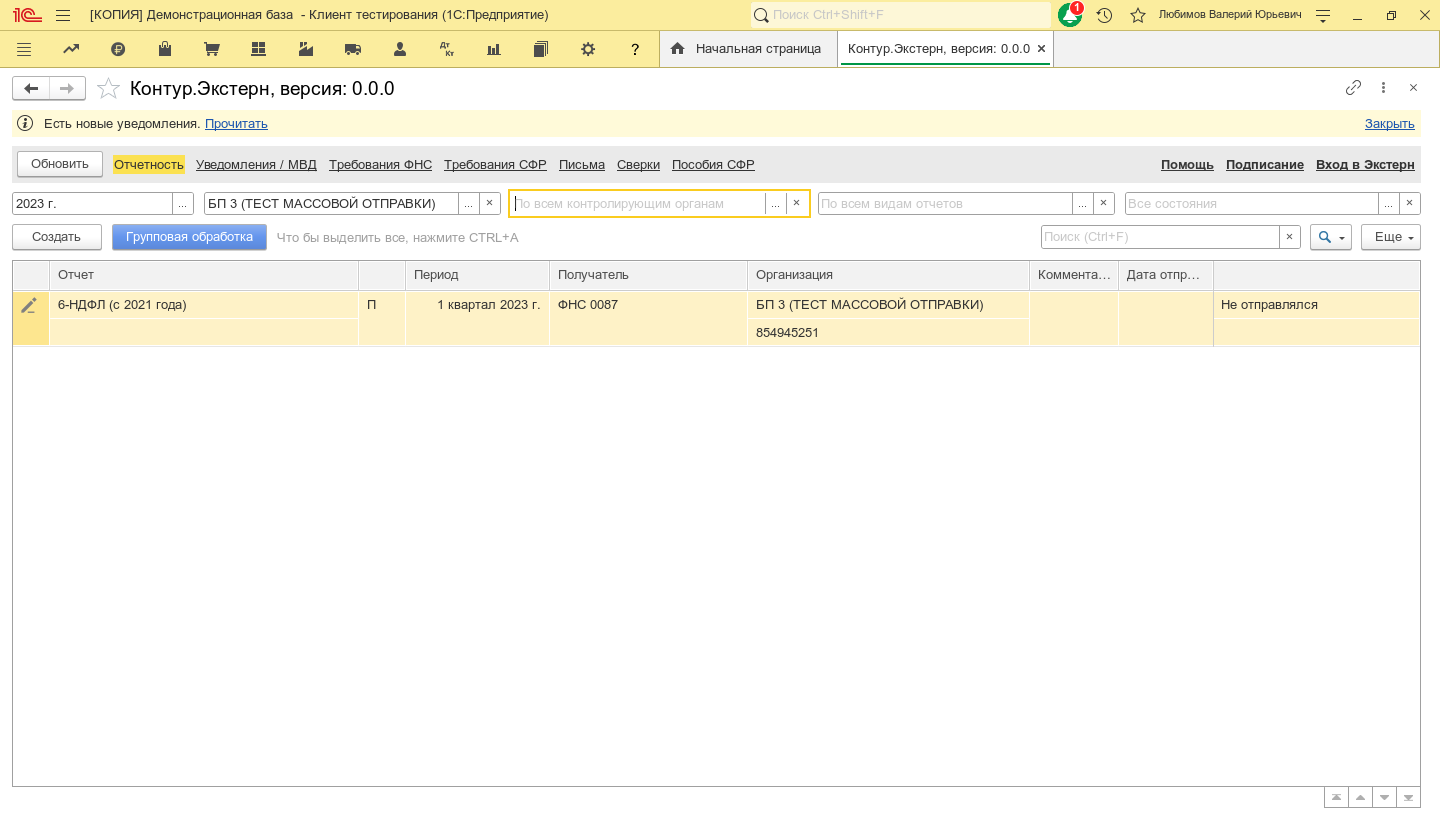 [КОПИЯ] Демонстрационная база - Клиент тестирования (1С:Предприятие)
Поиск Ctrl+Shift+F
1
Любимов Валерий Юрьевич
Начальная страница
Контур.Экстерн, версия: 0.0.0
Контур.Экстерн, версия: 0.0.0
Есть новые уведомления. Прочитать
Закрыть
Обновить
Отчетность
Уведомления / МВД
Требования ФНС
Требования СФР
Письма
Сверки
Пособия СФР
Помощь
Подписание
Вход в Экстерн
2023 г.
БП 3 (ТЕСТ МАССОВОЙ ОТПРАВКИ)
По всем контролирующим органам
По всем видам отчетов
Все состояния
Создать
Групповая обработка
Что бы выделить все, нажмите CTRL+A
Поиск (Ctrl+F)
Еще
Отчет
Период
Получатель
Организация
Коммента...
Дата отпр...
6-НДФЛ (с 2021 года)
П
1 квартал 2023 г.
ФНС 0087
БП 3 (ТЕСТ МАССОВОЙ ОТПРАВКИ)
Не отправлялся
854945251